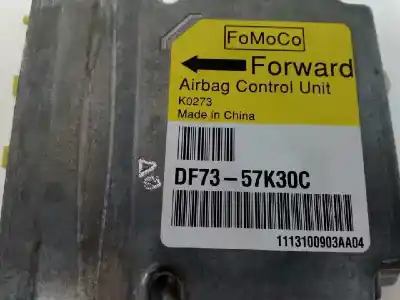 FoMoCo
Forward
Airbag Control Unit
K0273
Made in China
DF73-57K30C
1113100903AA04